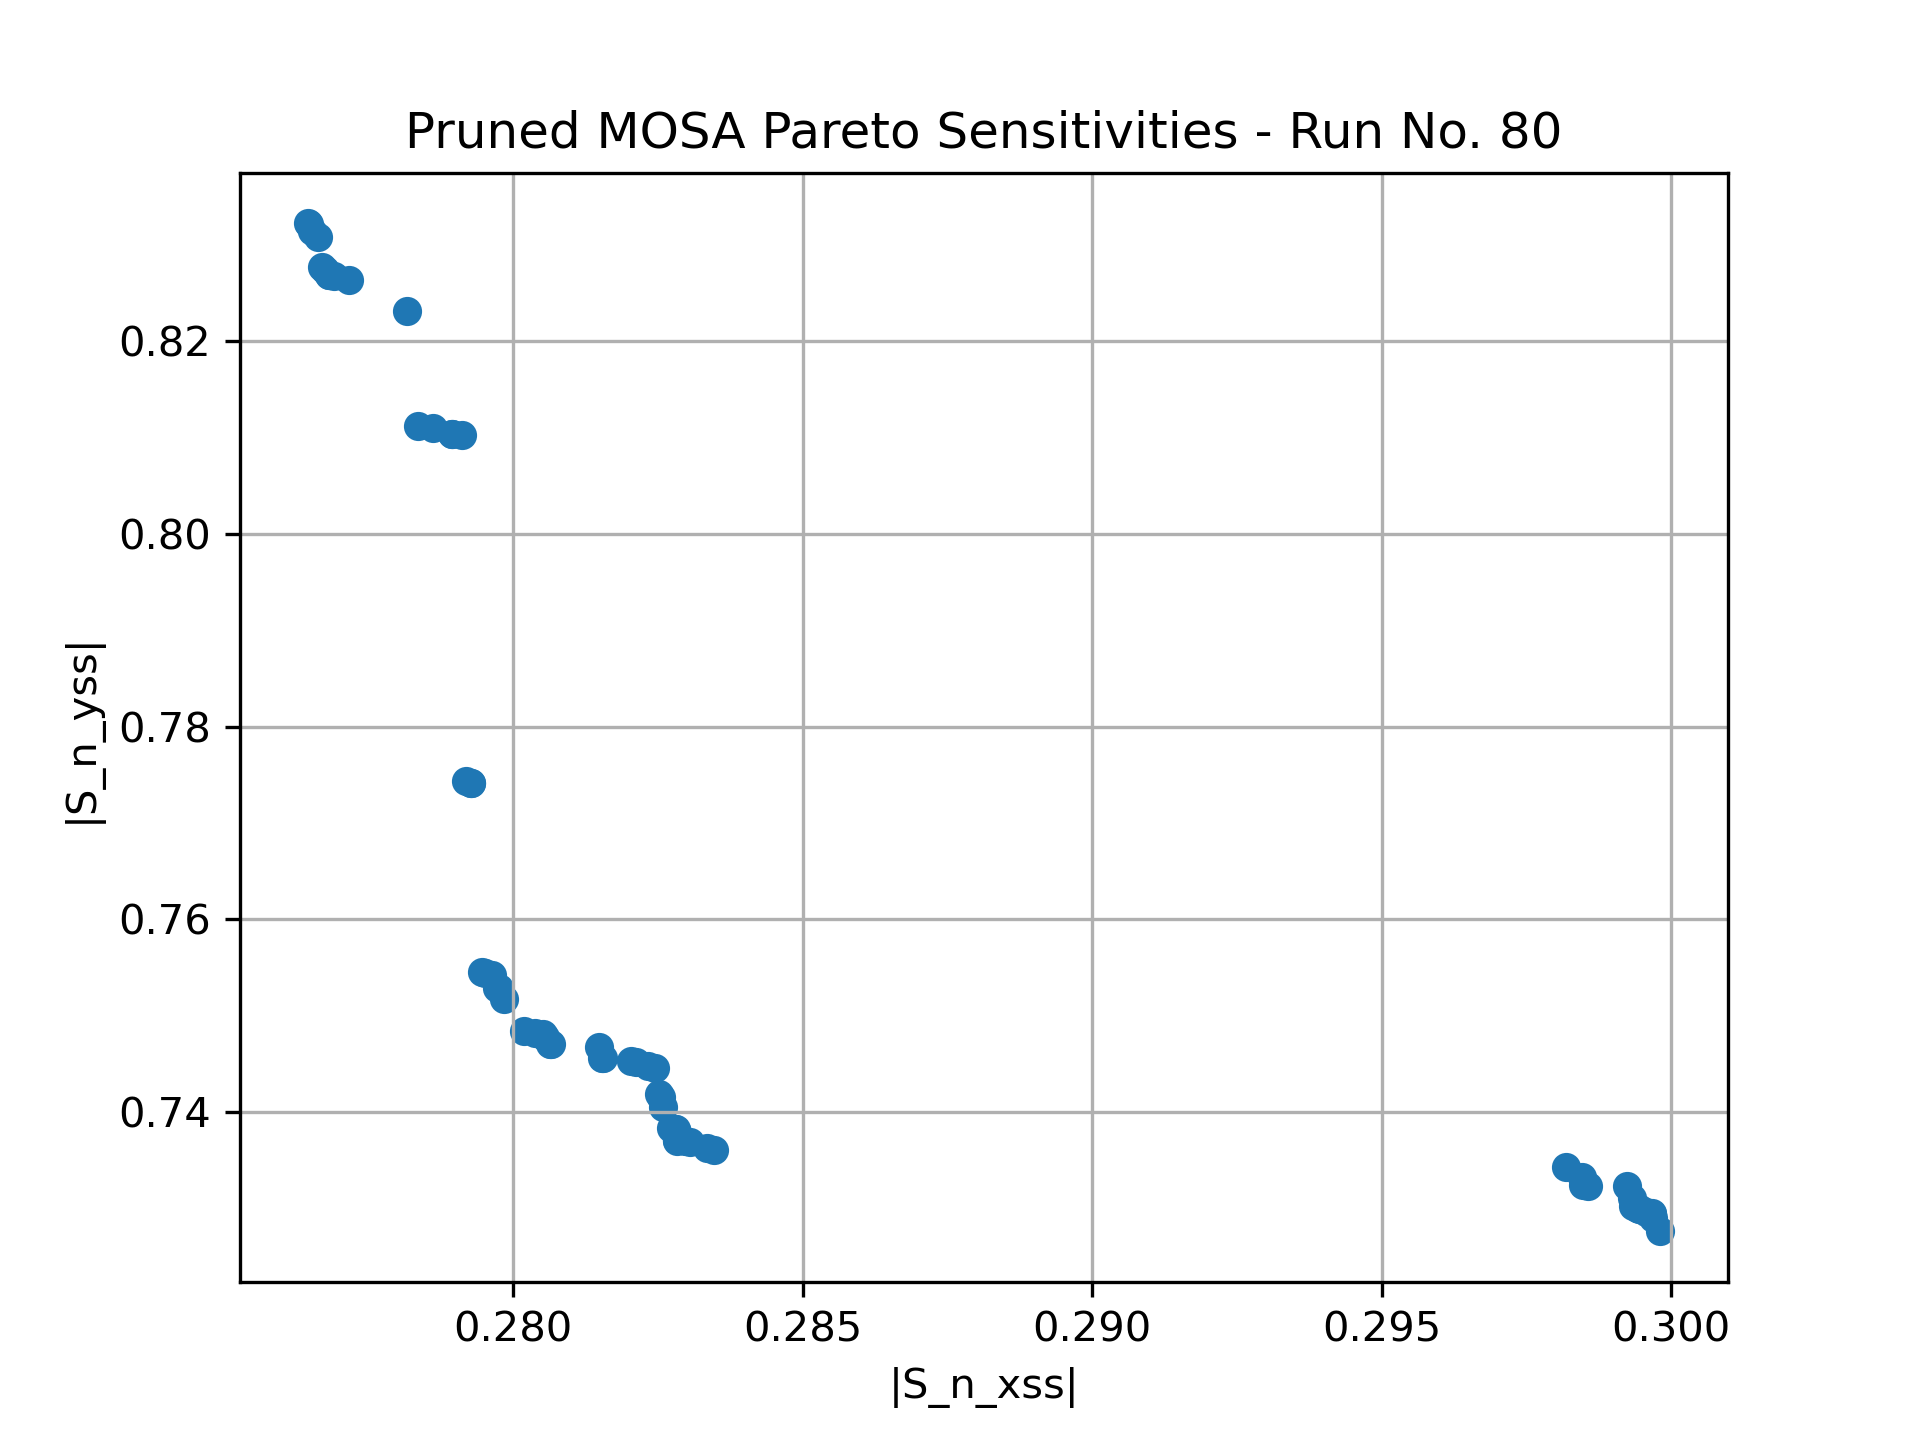 Pruned MOSA Pareto Sensitivities - Run No. 80
|S_n_yss|
0.82
0.80
0.78
0.76
0.74
0.280 0.285 0.290 0.295 0.300
|S_n_xss|